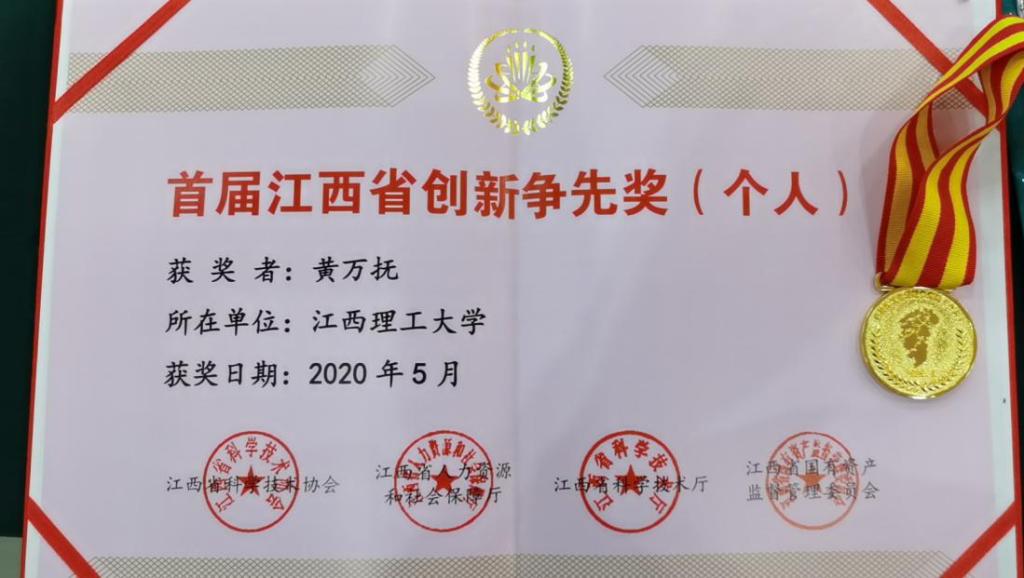 首届江西省创新争先奖（个人）
获 奖 者：黄万抚
所在单位：江西理工大学
获奖日期：2020 年 5 月
江西省科学技术协会
江西省人力资源
和社会保障厅
江西省科学技术厅
江西省国有资产
监督管理委员会